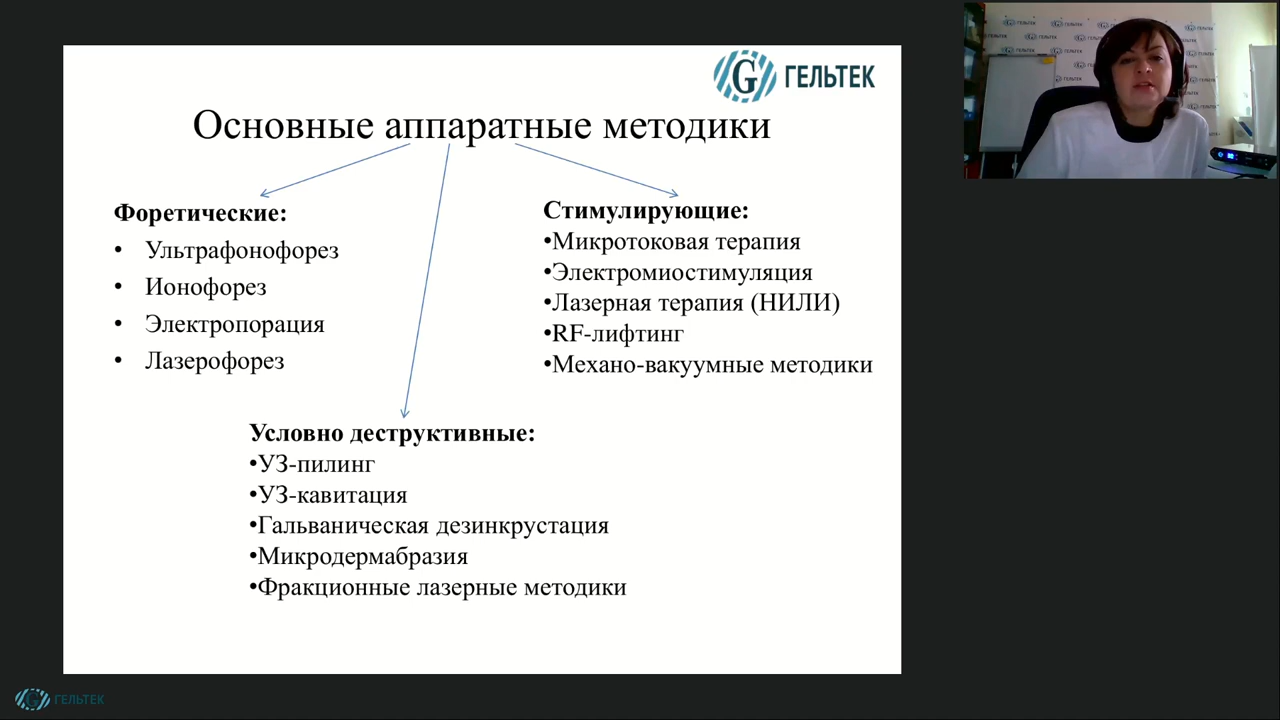 ГЕЛЬТЕК
Основные аппаратные методики
Форетические:
• Ультрафонофорез
• Ионофорез
• Электропорация
• Лазерофорез
Стимулирующие:
•Микротоковая терапия
•Электромиостимуляция
•Лазерная терапия (НИЛИ)
•RF-лифтинг
•Механо-вакуумные методики
Условно деструктивные:
•УЗ-пилинг
•УЗ-кавитация
•Гальваническая дезинкрустация
•Микродермабразия
•Фракционные лазерные методики
ГЕЛЬТЕК